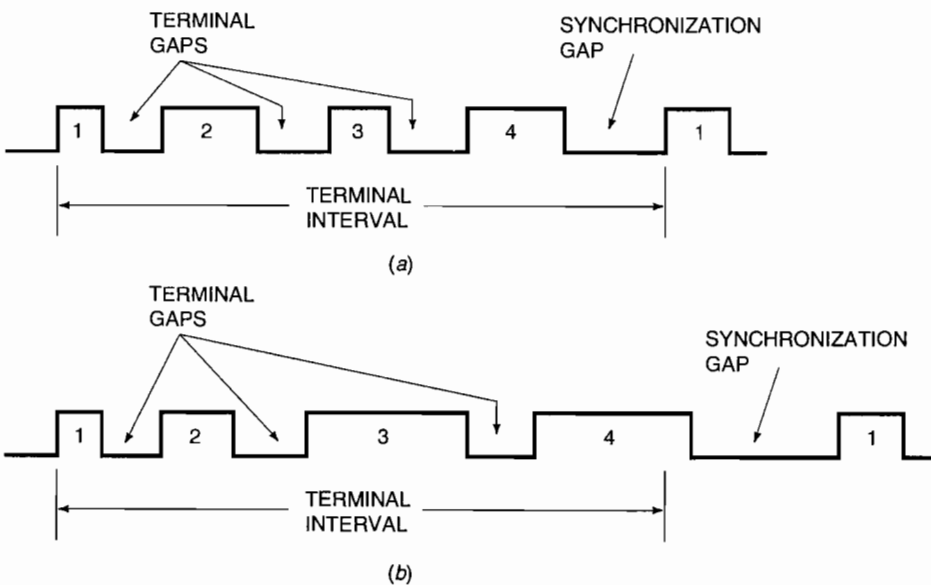 TERMINAL
GAPS
SYNCHRONIZATION
GAP
1
2
3
4
1
TERMINAL
INTERVAL
(a)
TERMINAL
GAPS
SYNCHRONIZATION
GAP
1
2
3
4
1
TERMINAL
INTERVAL
(b)